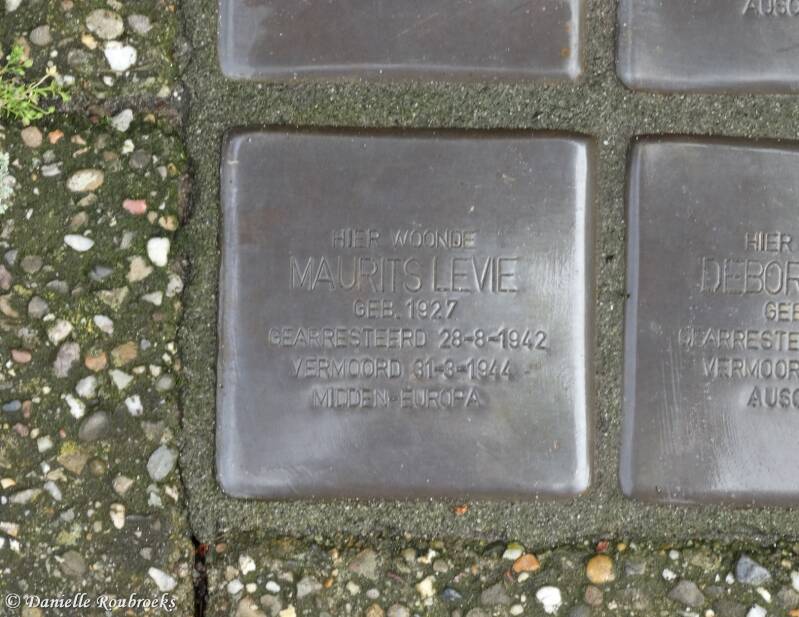 AUSC
HIER WOONDE
MAURITS LEVIE
GEB. 1927
GEARRESTEERD 28-8-1942
VERMOORD 31-3-1944
MIDDEN-EUROPA
HIER
DEBOR
GEB
GEARRESTE
VERMOOR
AUSC
© Danielle Roubroeks